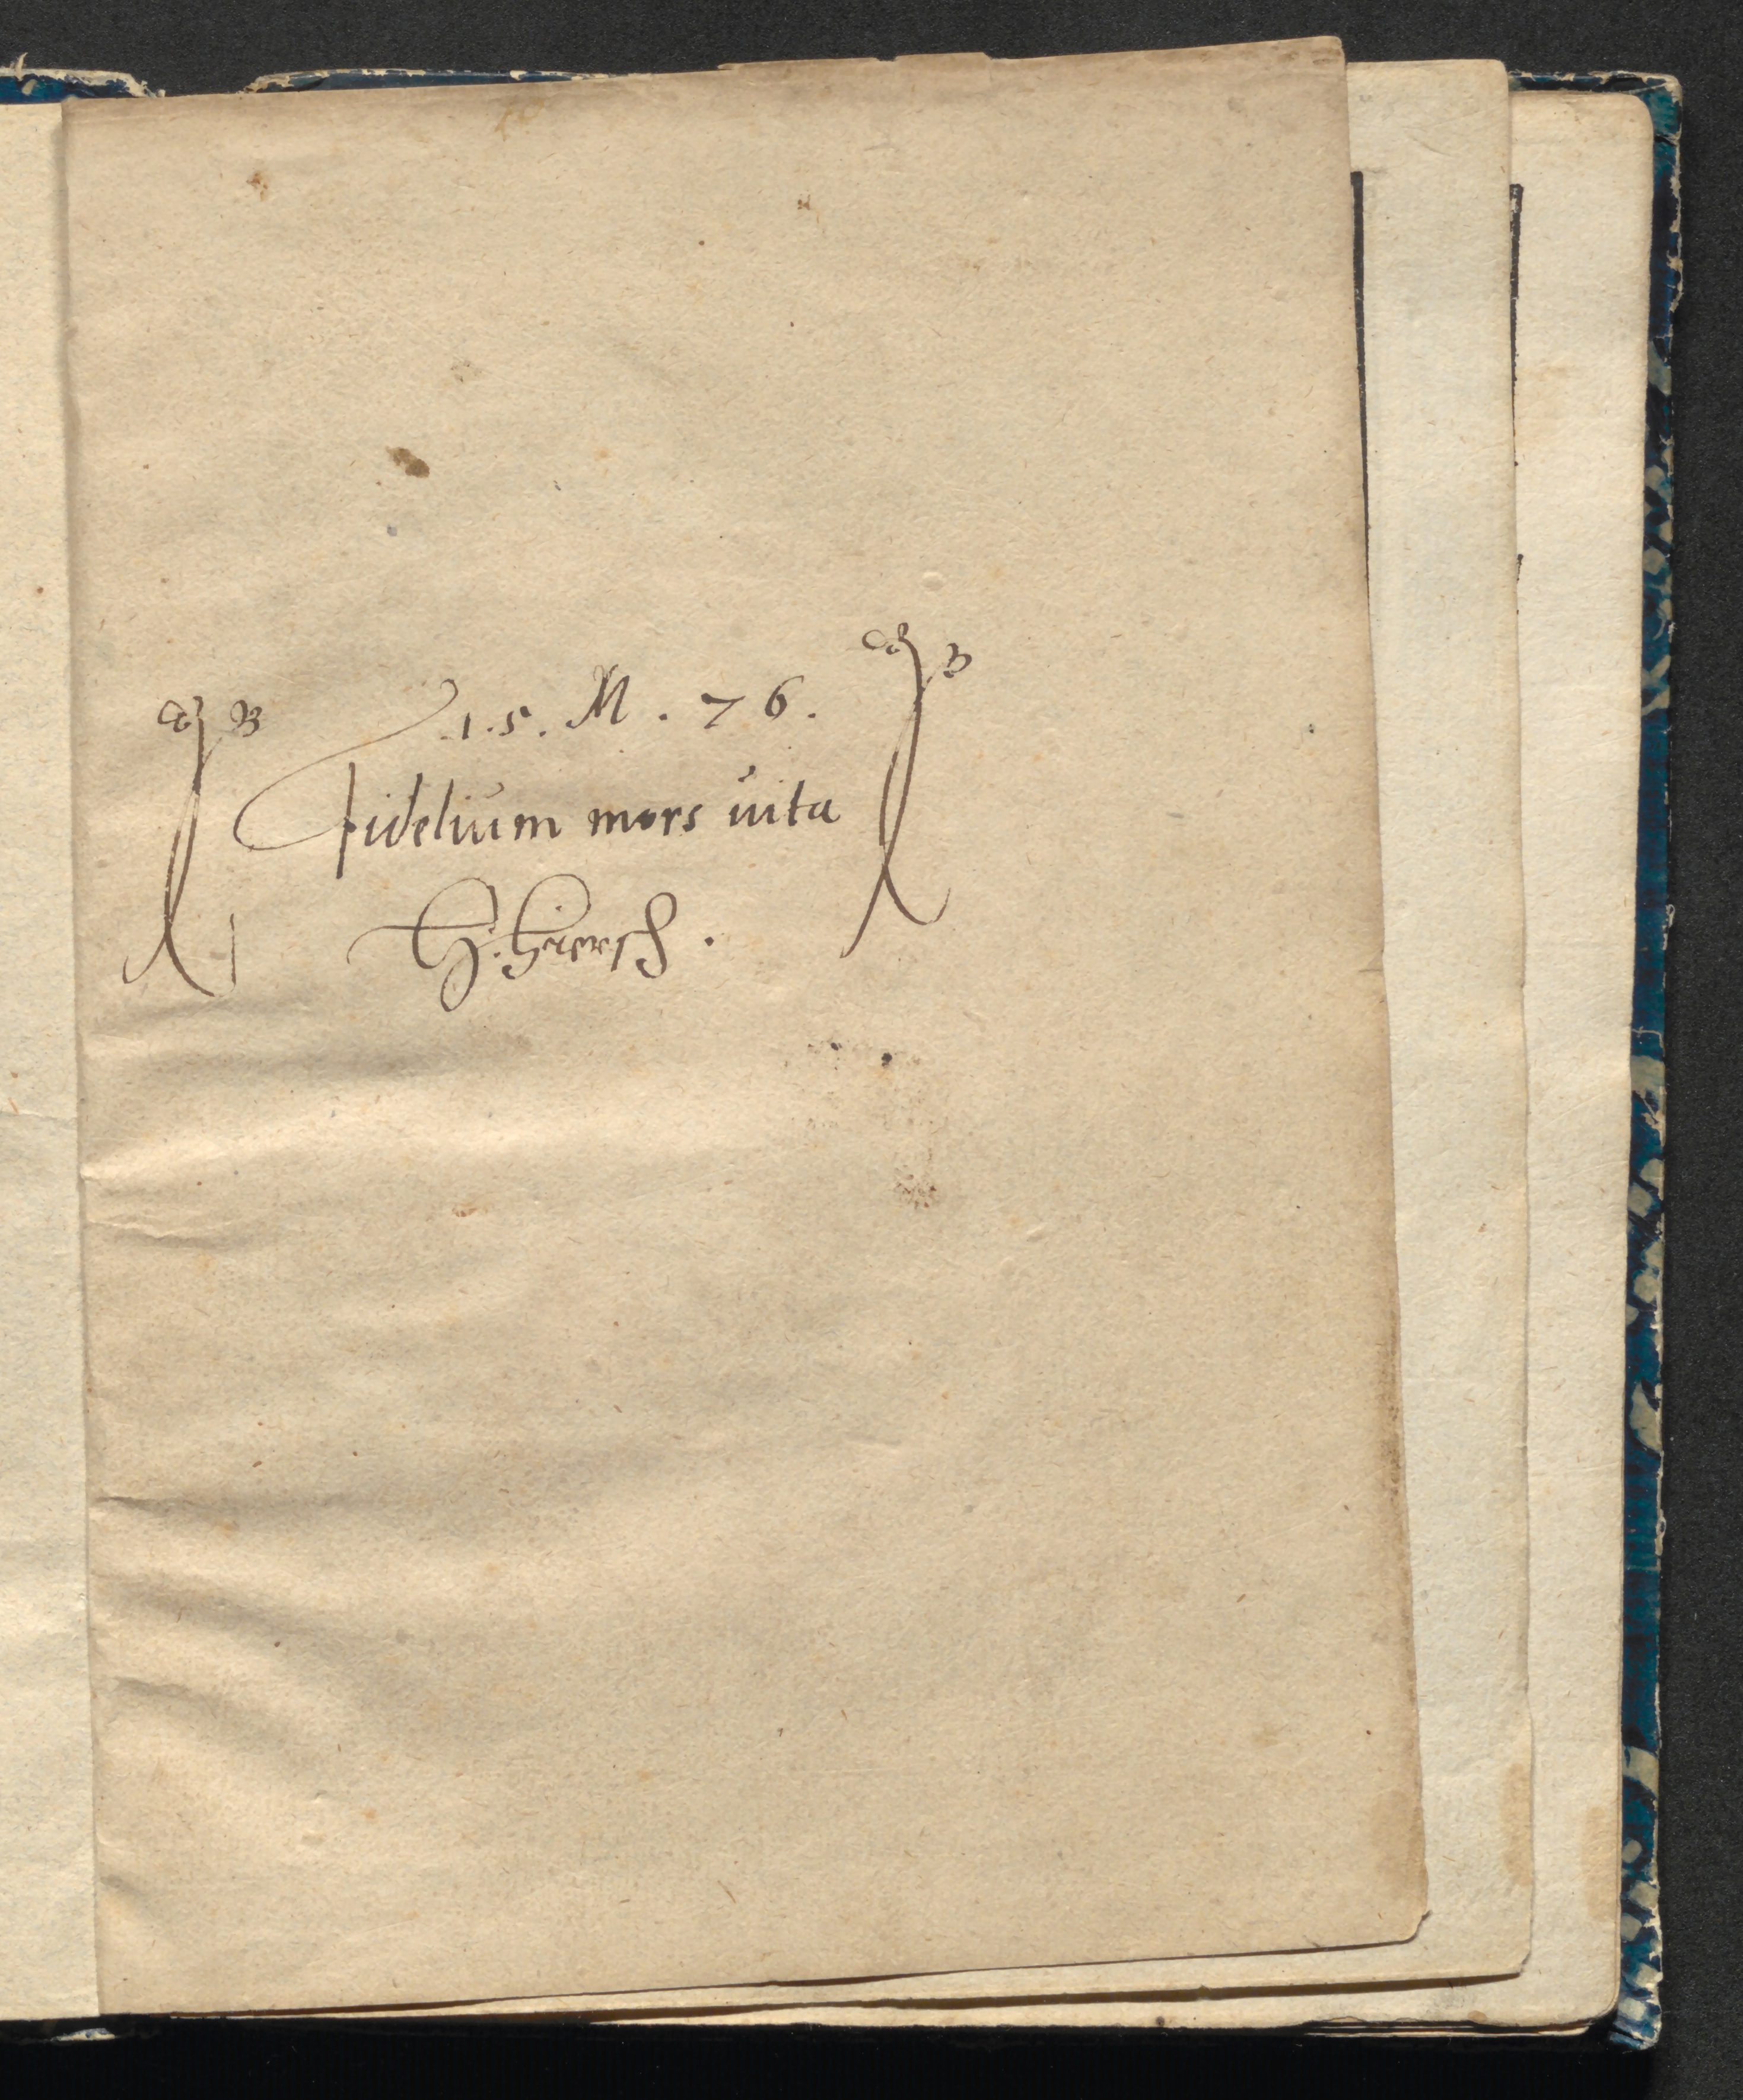 .1.5. M. 76.
Fidelium mors vita
H.